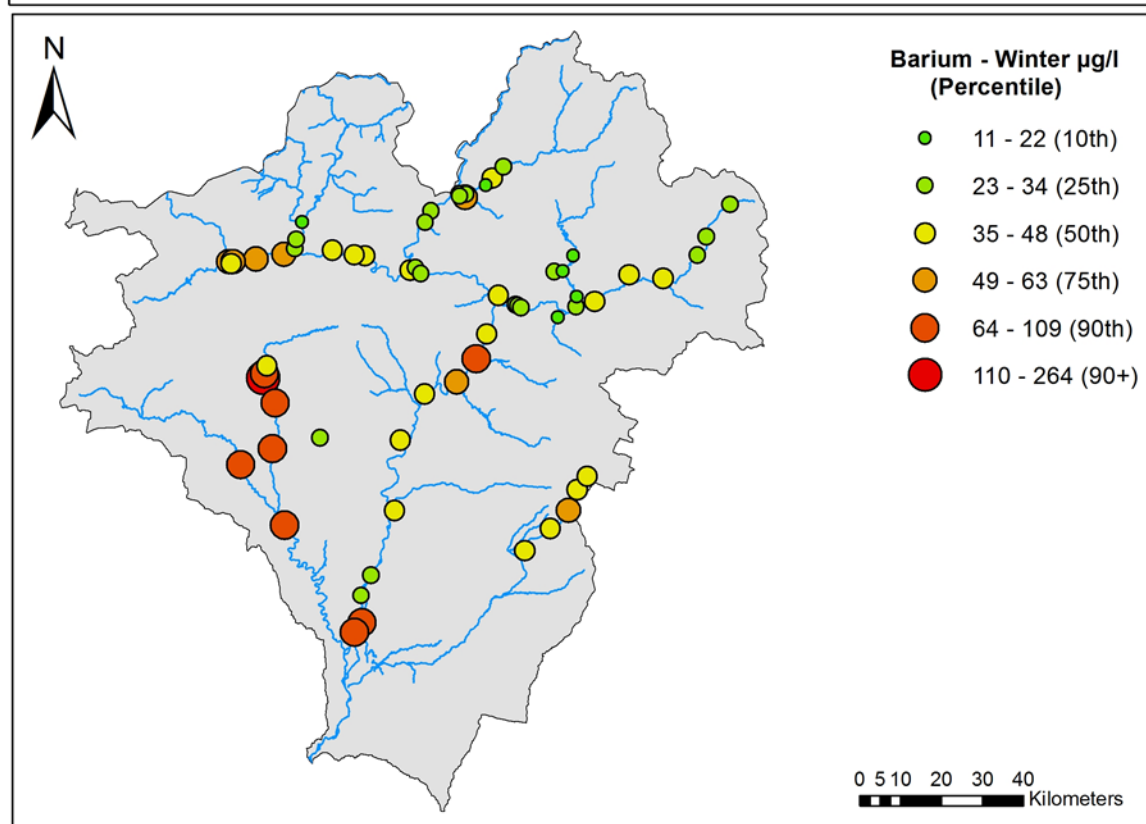 N
Barium - Winter µg/l
(Percentile)
11 - 22 (10th)
23 - 34 (25th)
35 - 48 (50th)
49 - 63 (75th)
64 - 109 (90th)
110 - 264 (90+)
0 5 10 20 30 40
Kilometers